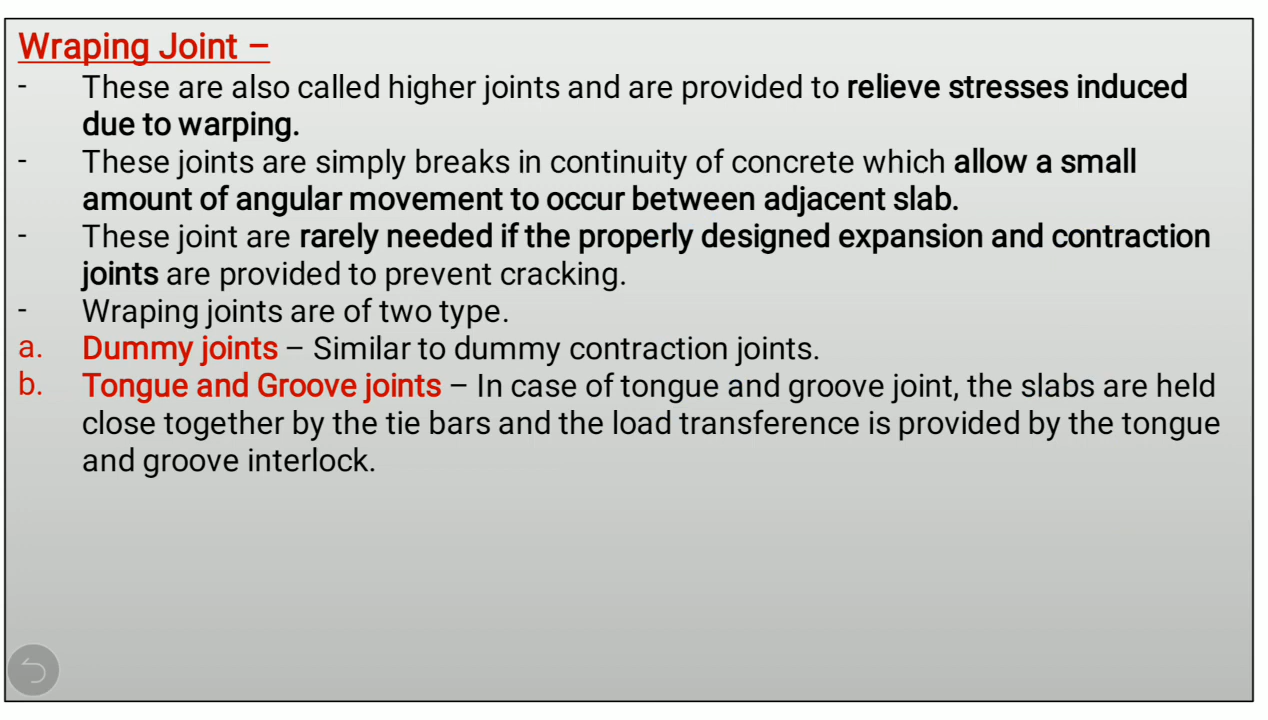 Wraping Joint –
- These are also called higher joints and are provided to relieve stresses induced
due to warping.
- These joints are simply breaks in continuity of concrete which allow a small
amount of angular movement to occur between adjacent slab.
- These joint are rarely needed if the properly designed expansion and contraction
joints are provided to prevent cracking.
- Wraping joints are of two type.
a. Dummy joints – Similar to dummy contraction joints.
b. Tongue and Groove joints – In case of tongue and groove joint, the slabs are held
close together by the tie bars and the load transference is provided by the tongue
and groove interlock.